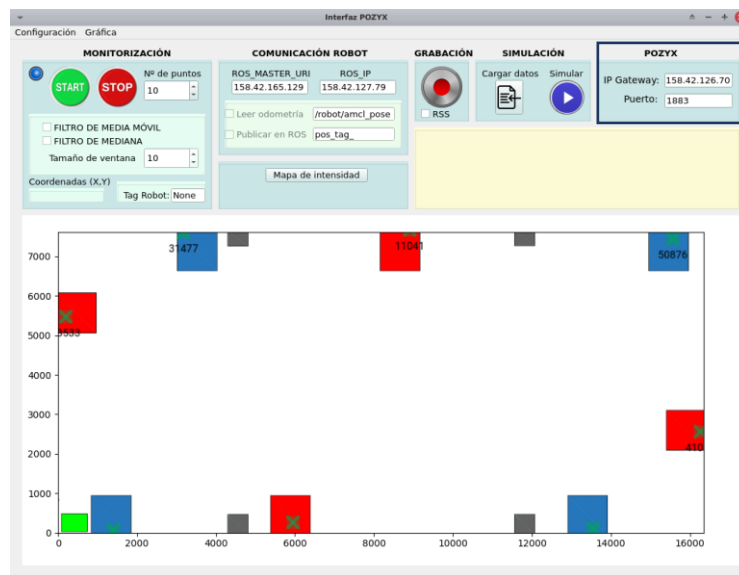 Interfaz POZYX
Configuración Gráfica
MONITORIZACIÓN
START
STOP
Nº de puntos
10
FILTRO DE MEDIA MÓVIL
FILTRO DE MEDIANA
Tamaño de ventana 10
Coordenadas (X,Y)
Tag Robot: None
COMUNICACIÓN ROBOT
ROS_MASTER_URI ROS_IP
158.42.165.129 158.42.127.79
Leer odometría /robot/amcl_pose
Publicar en ROS pos_tag_
Mapa de intensidad
GRABACIÓN
RSS
SIMULACIÓN
Cargar datos Simular
POZYX
IP Gateway: 158.42.126.70
Puerto: 1883
31477
11041
50876
7000
6000
5000
4000
3000
410
2000
1000
0
0 2000 4000 6000 8000 10000 12000 14000 16000